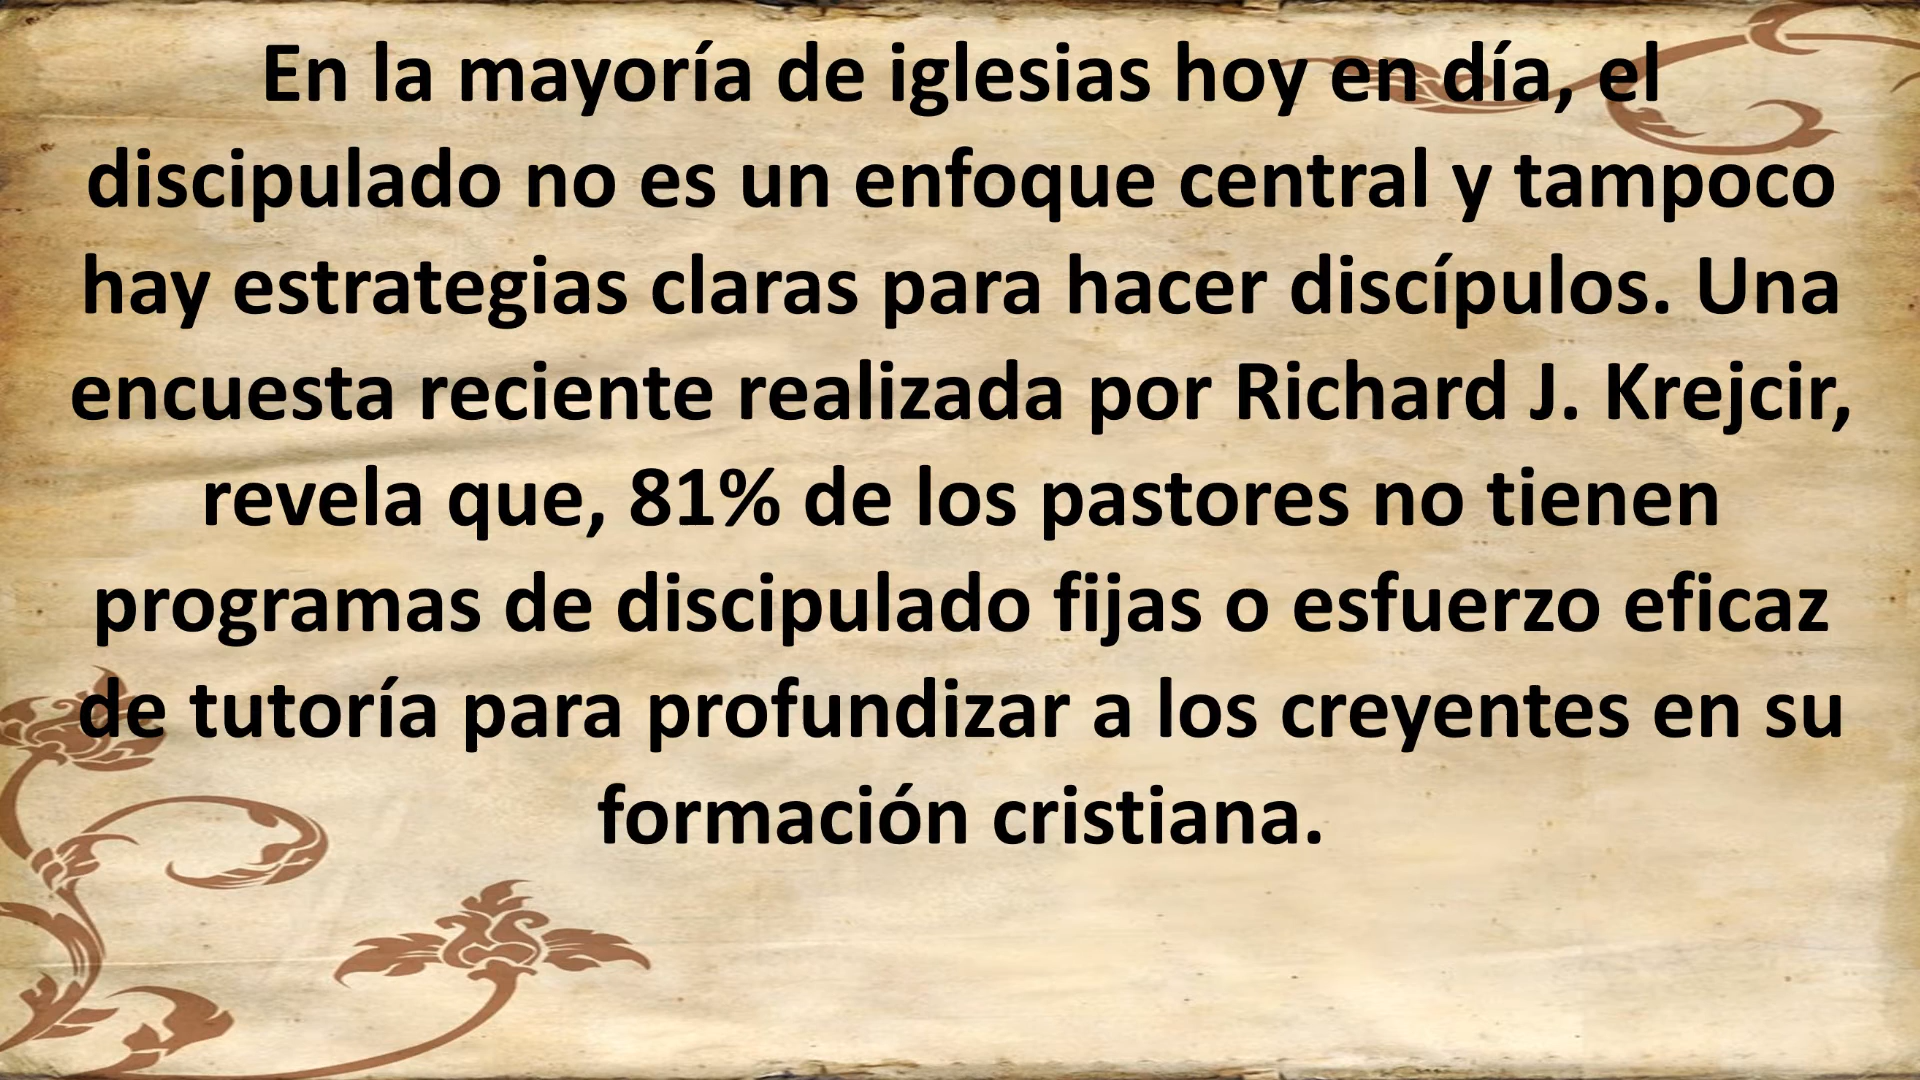 En la mayoría de iglesias hoy en día, el
discipulado no es un enfoque central y tampoco
hay estrategias claras para hacer discípulos. Una
encuesta reciente realizada por Richard J. Krejcir,
revela que, 81% de los pastores no tienen
programas de discipulado fijas o esfuerzo eficaz
de tutoría para profundizar a los creyentes en su
formación cristiana.